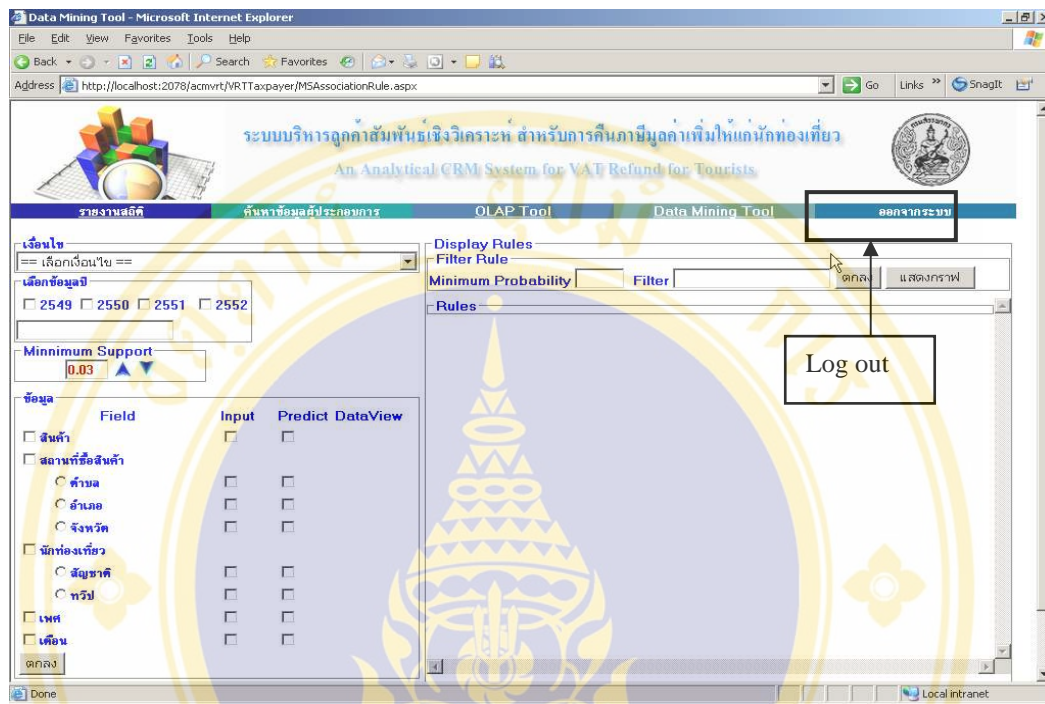 Data Mining Tool - Microsoft Internet Explorer
File Edit View Favorites Tools Help
Back Search Favorites
Address http://localhost:2078/acmvrt/VRTTaxpayer/MSAssociationRule.aspx Go Links » SnagIt
ระบบบริหารลูกค้าสัมพันธ์เชิงวิเคราะห์ สำหรับการคืนภาษีมูลค่าเพิ่มให้แก่นักท่องเที่ยว
An Analytical CRM System for VAT Refund for Tourists
รายงานสถิติ ค้นหาข้อมูลผู้ประกอบการ OLAP Tool Data Mining Tool ออกจากระบบ
เงื่อนไข
== เลือกเงื่อนไข ==
เลือกข้อมูลปี
2549 2550 2551 2552
Minnimum Support
0.03
ข้อมูล
Field Input Predict DataView
สินค้า
สถานที่ซื้อสินค้า
ตำบล
อำเภอ
จังหวัด
นักท่องเที่ยว
สัญชาติ
ทวีป
เพศ
เดือน
ตกลง
Display Rules
Filter Rule
Minimum Probability Filter ตกลง แสดงกราฟ
Rules
Log out
Done Local intranet